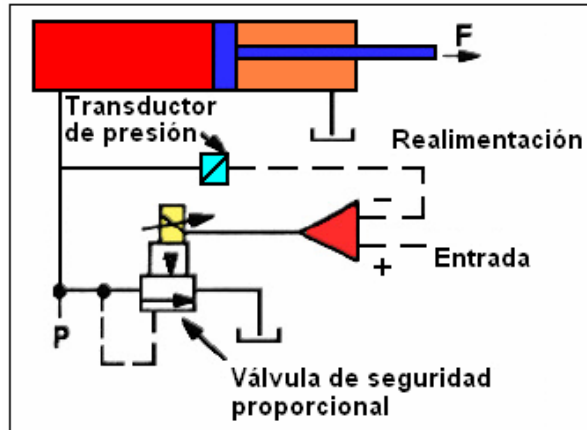 F
Transductor
de presión
Realimentación
-
Entrada
+
P
Válvula de seguridad
proporcional